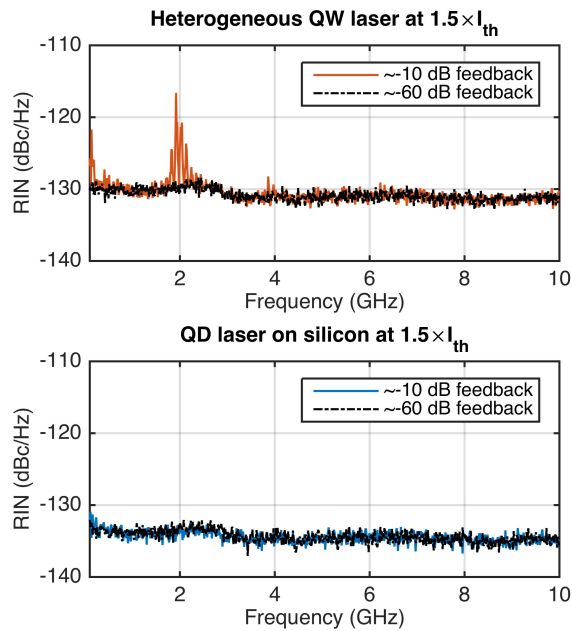 Heterogeneous QW laser at 1.5×I_th
-110
-120
-130
-140
RIN (dBc/Hz)
~-10 dB feedback
~-60 dB feedback
2 4 6 8 10
Frequency (GHz)
QD laser on silicon at 1.5×I_th
-110
-120
-130
-140
RIN (dBc/Hz)
~-10 dB feedback
~-60 dB feedback
2 4 6 8 10
Frequency (GHz)